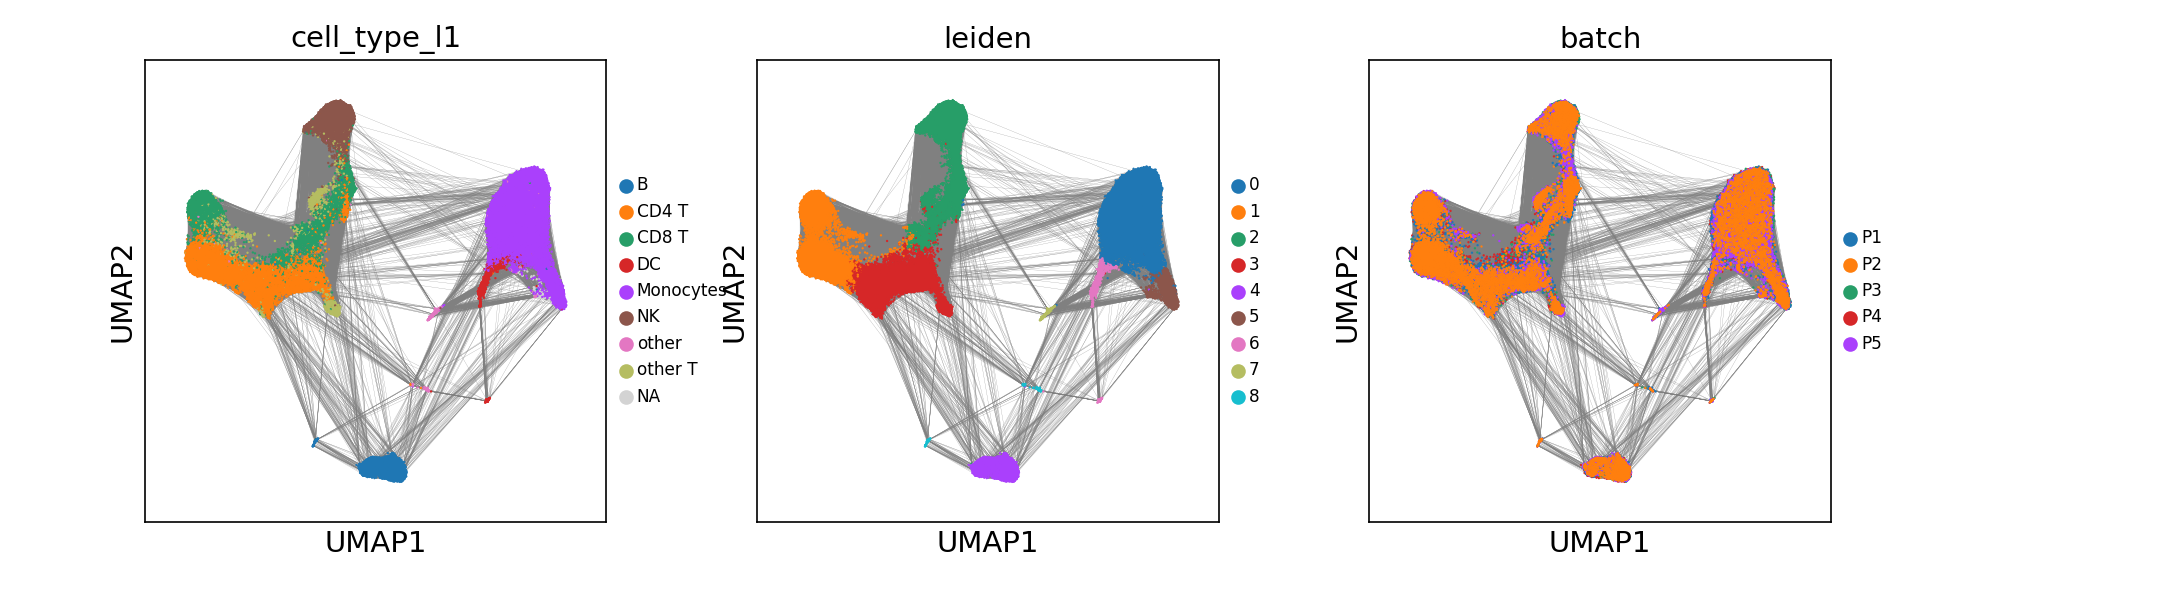 cell_type_l1
UMAP2
UMAP1
B
CD4 T
CD8 T
DC
Monocytes
NK
other
other T
NA
leiden
UMAP2
UMAP1
0
1
2
3
4
5
6
7
8
batch
UMAP2
UMAP1
P1
P2
P3
P4
P5